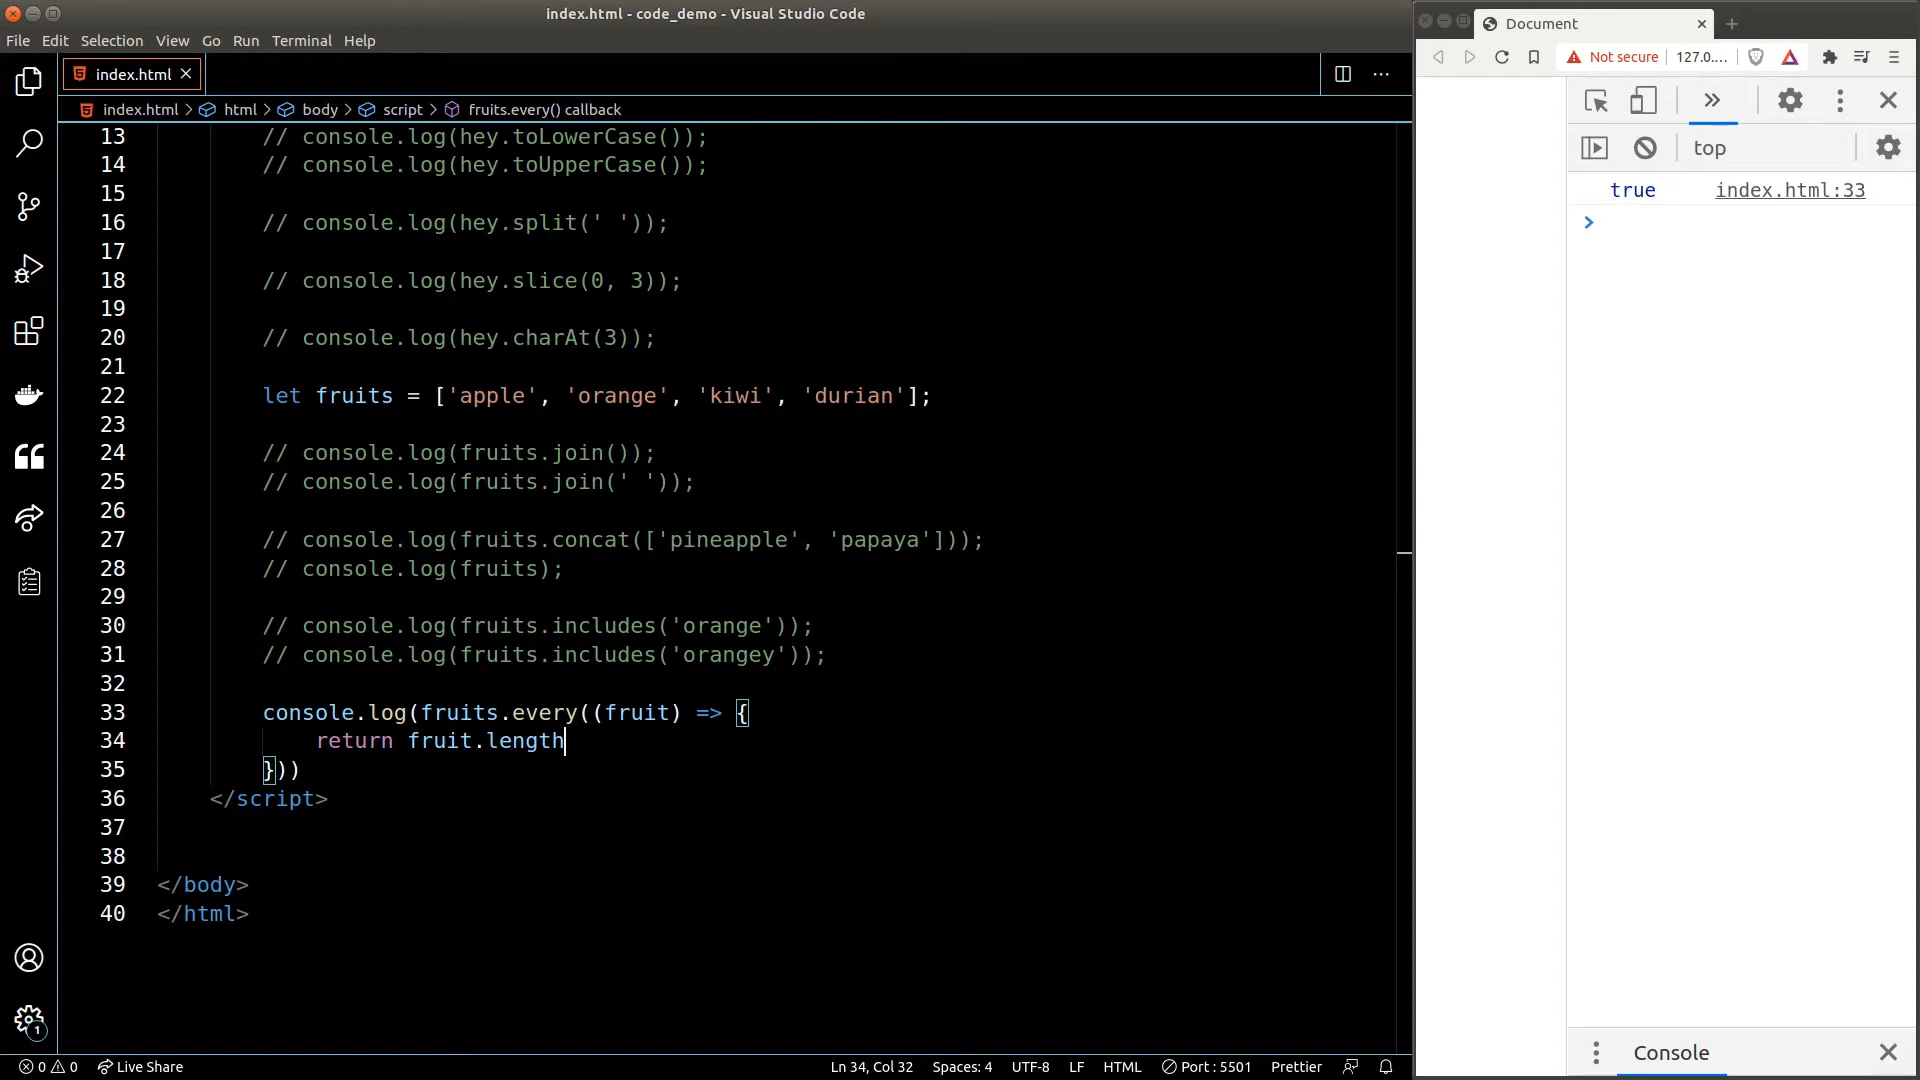 index.html - code_demo - Visual Studio Code
File Edit Selection View Go Run Terminal Help
index.html
index.html > html > body > script > fruits.every() callback
13 // console.log(hey.toLowerCase());
14 // console.log(hey.toUpperCase());
15
16 // console.log(hey.split(' '));
17
18 // console.log(hey.slice(0, 3));
19
20 // console.log(hey.charAt(3));
21
22 let fruits = ['apple', 'orange', 'kiwi', 'durian'];
23
24 // console.log(fruits.join());
25 // console.log(fruits.join(' '));
26
27 // console.log(fruits.concat(['pineapple', 'papaya']));
28 // console.log(fruits);
29
30 // console.log(fruits.includes('orange'));
31 // console.log(fruits.includes('orangey'));
32
33 console.log(fruits.every((fruit) => {
34 return fruit.length
35 }))
36 </script>
37
38
39 </body>
40 </html>
1
0 0 Live Share Ln 34, Col 32 Spaces: 4 UTF-8 LF HTML Port : 5501 Prettier
Document
Not secure 127.0....
top
true index.html:33
Console